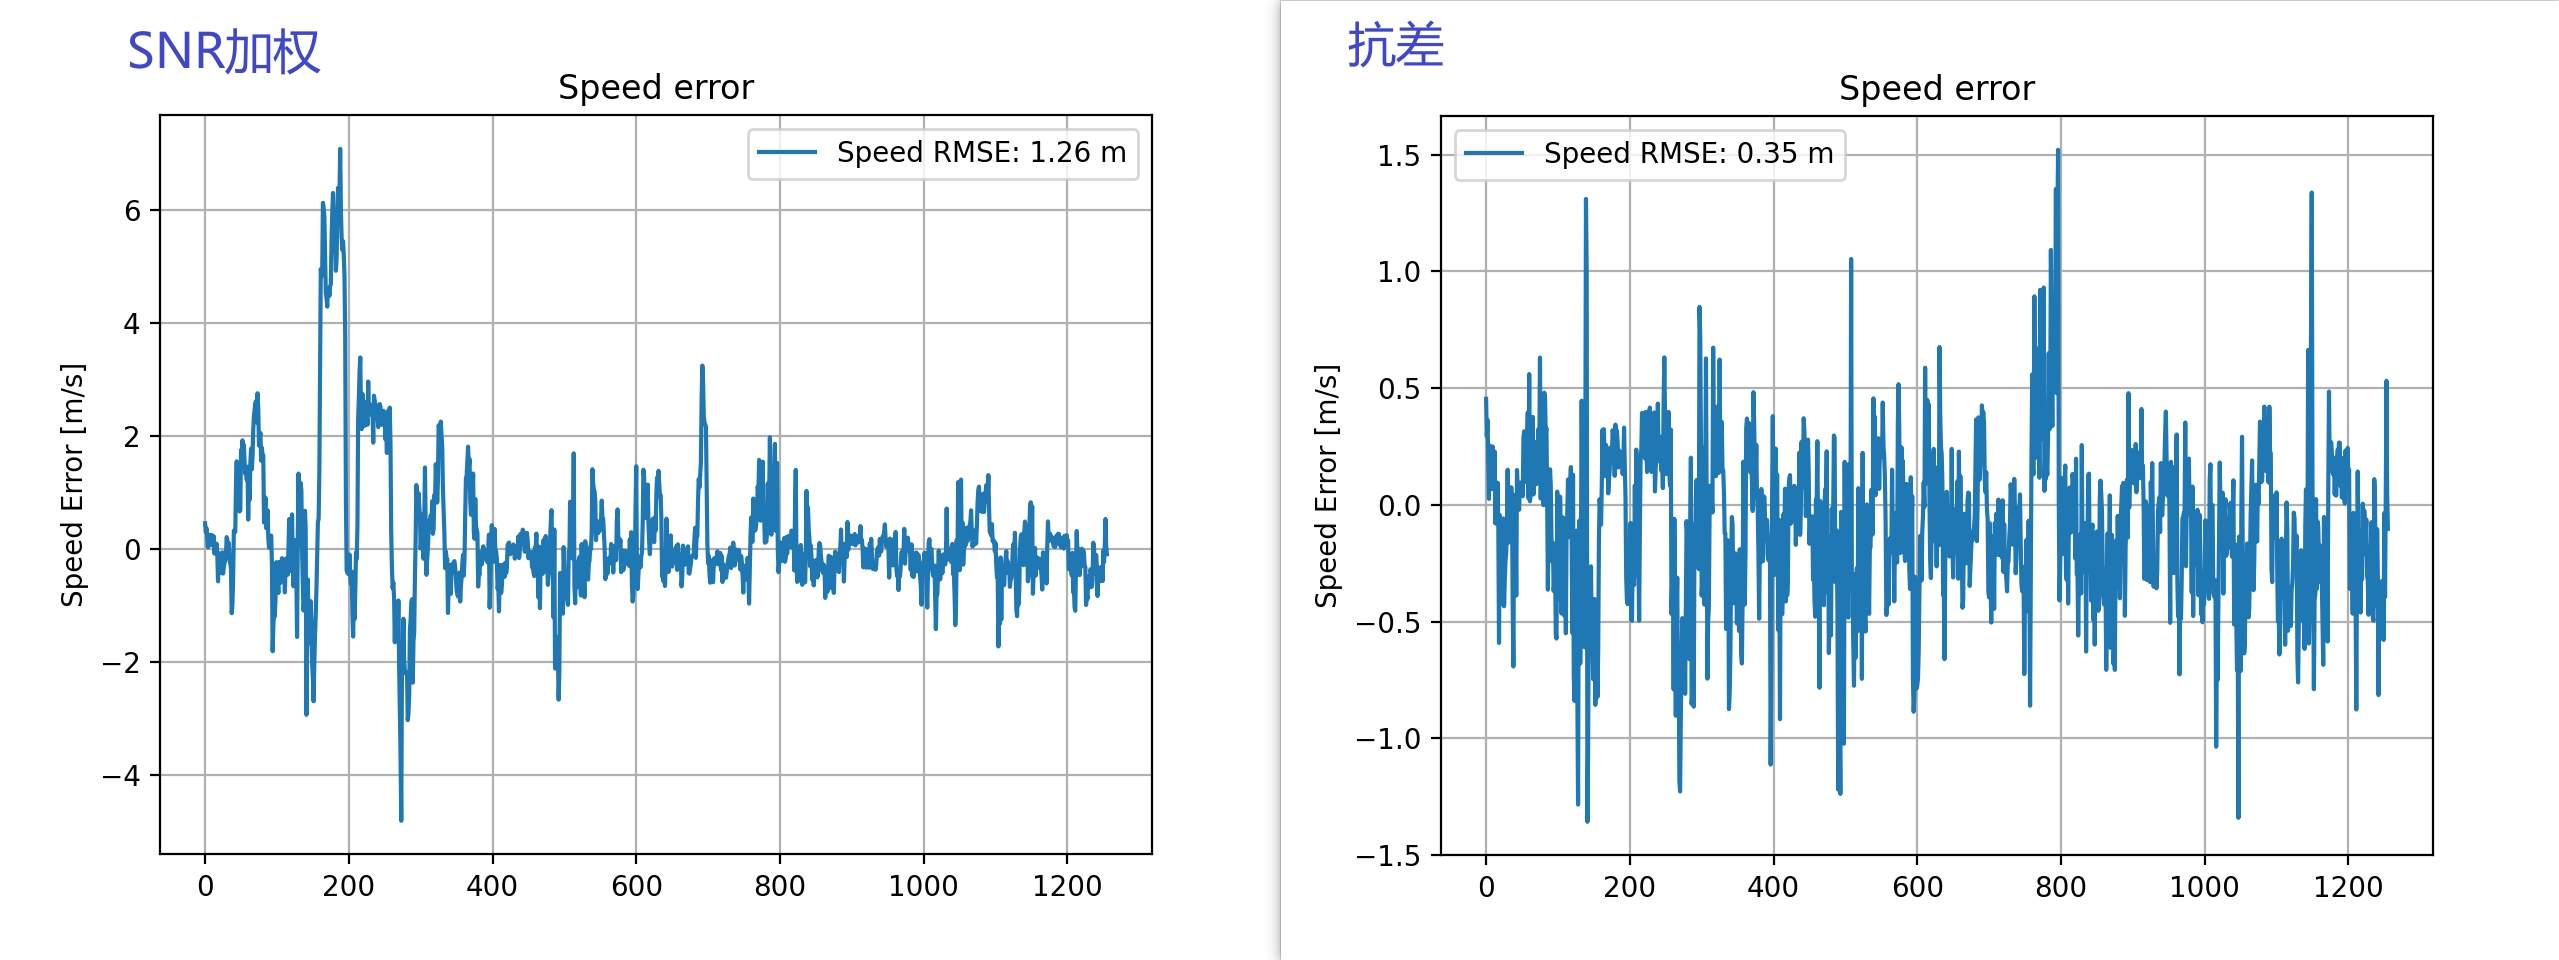 SNR加权
Speed error
Speed RMSE: 1.26 m
6
4
2
0
−2
−4
Speed Error [m/s]
0 200 400 600 800 1000 1200
抗差
Speed error
Speed RMSE: 0.35 m
1.5
1.0
0.5
0.0
−0.5
−1.0
−1.5
Speed Error [m/s]
0 200 400 600 800 1000 1200